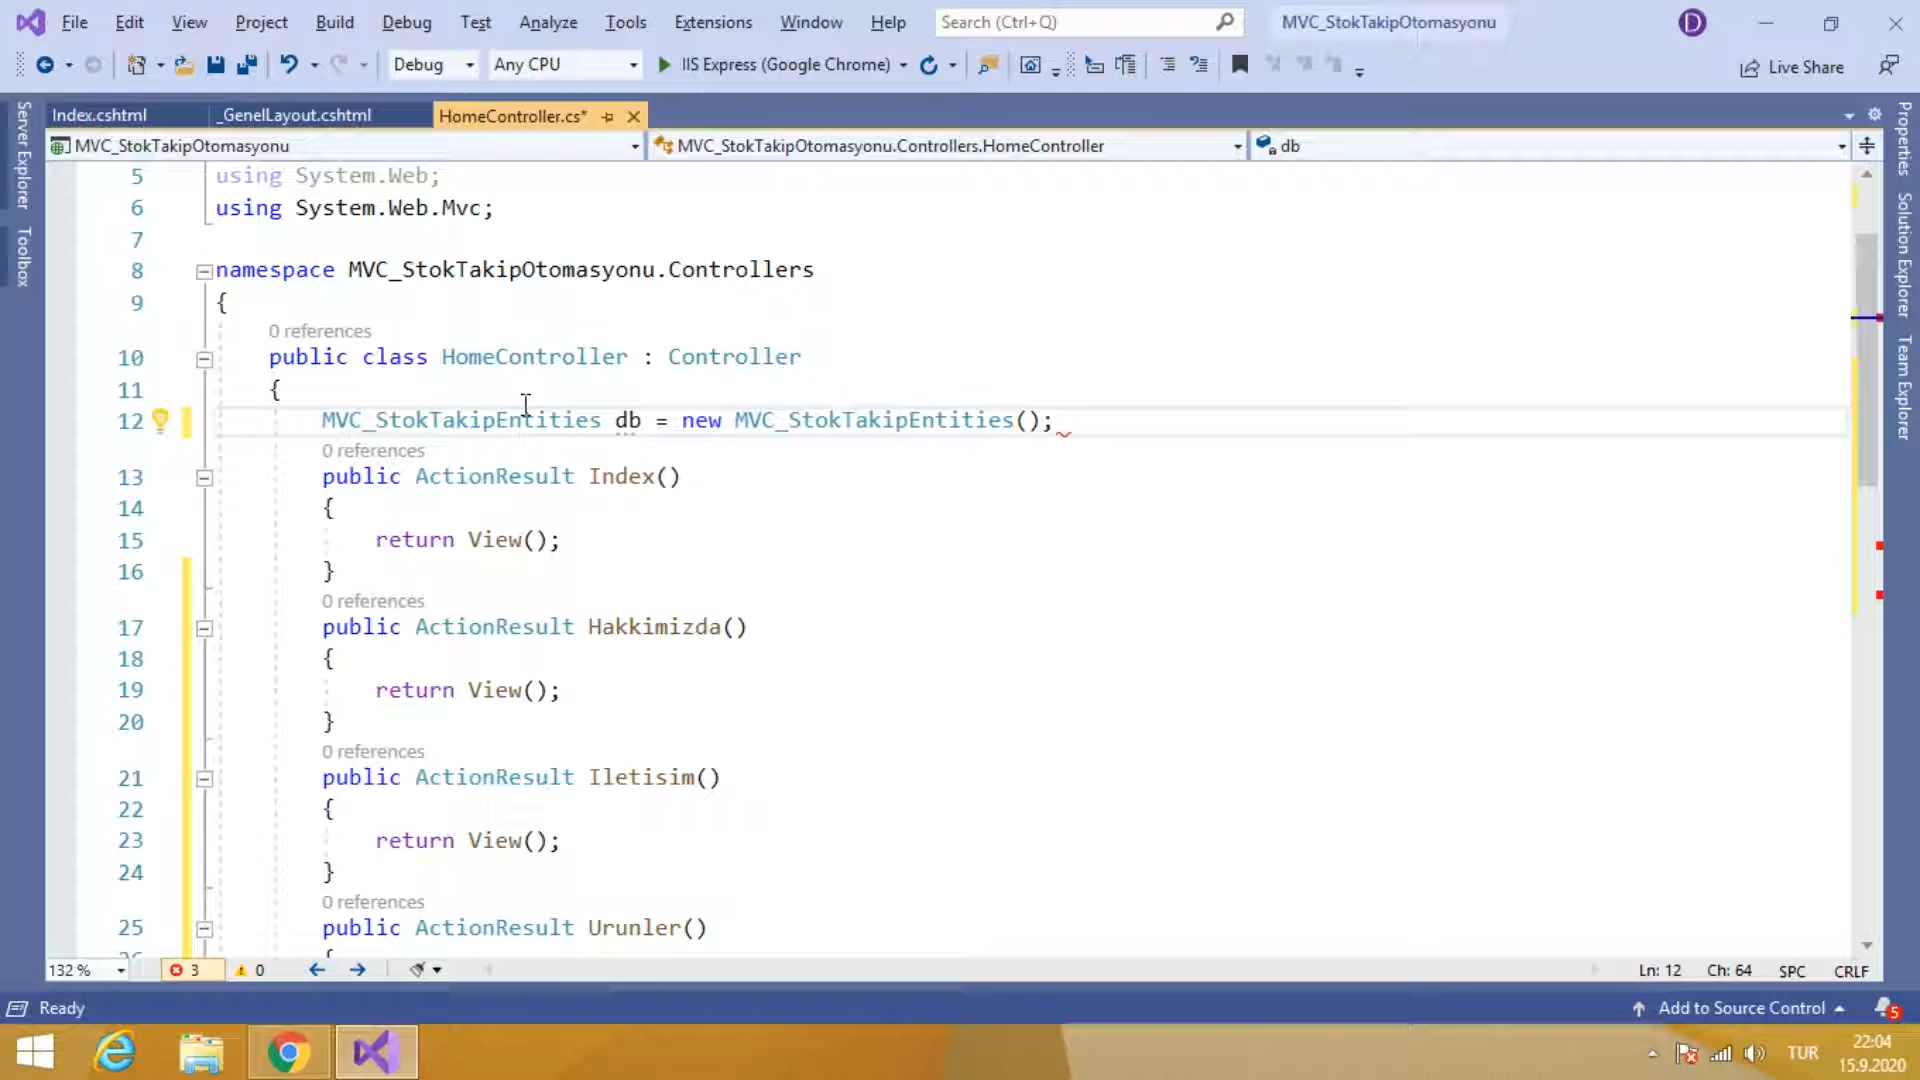 File Edit View Project Build Debug Test Analyze Tools Extensions Window Help Search (Ctrl+Q) MVC_StokTakipOtomasyonu D
Debug Any CPU IIS Express (Google Chrome) Live Share
Index.cshtml _GenelLayout.cshtml HomeController.cs*
MVC_StokTakipOtomasyonu MVC_StokTakipOtomasyonu.Controllers.HomeController db
Server Explorer
Toolbox
Properties
Solution Explorer
Team Explorer
5 using System.Web;
6 using System.Web.Mvc;
7
8 namespace MVC_StokTakipOtomasyonu.Controllers
9 {
0 references
10 public class HomeController : Controller
11 {
12 MVC_StokTakipEntities db = new MVC_StokTakipEntities();
0 references
13 public ActionResult Index()
14 {
15 return View();
16 }
0 references
17 public ActionResult Hakkimizda()
18 {
19 return View();
20 }
0 references
21 public ActionResult Iletisim()
22 {
23 return View();
24 }
0 references
25 public ActionResult Urunler()
26 {
132 % 3 0 Ln: 12 Ch: 64 SPC CRLF
Ready Add to Source Control 5
TUR 22:04
15.9.2020